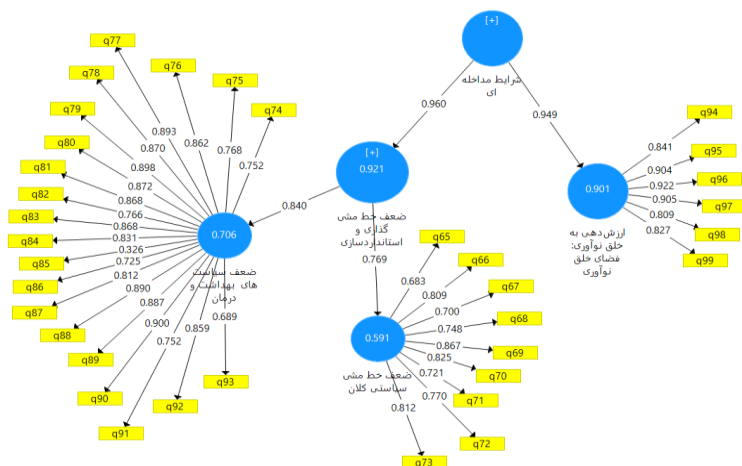 [+]
شرایط مداخله
ای
0.960
0.949
[+]
0.921
ضعف خط مشی
گذاری و
استانداردسازی
0.840
0.769
0.901
ارزش‌دهی به
خلق نوآوری:
فضای خلق
نوآوری
0.841
0.904
0.922
0.905
0.809
0.827
q94
q95
q96
q97
q98
q99
0.706
ضعف سیاست
های بهداشت و
درمان
q77
q76
q75
q74
q78
q79
q80
q81
q82
q83
q84
q85
q86
q87
q88
q89
q90
q91
q92
q93
0.893
0.862
0.768
0.752
0.870
0.898
0.872
0.868
0.766
0.868
0.831
0.326
0.725
0.812
0.890
0.887
0.900
0.752
0.859
0.689
0.591
ضعف خط مشی
سیاستی کلان
q65
q66
q67
q68
q69
q70
q71
q72
q73
0.683
0.809
0.700
0.748
0.867
0.825
0.721
0.770
0.812